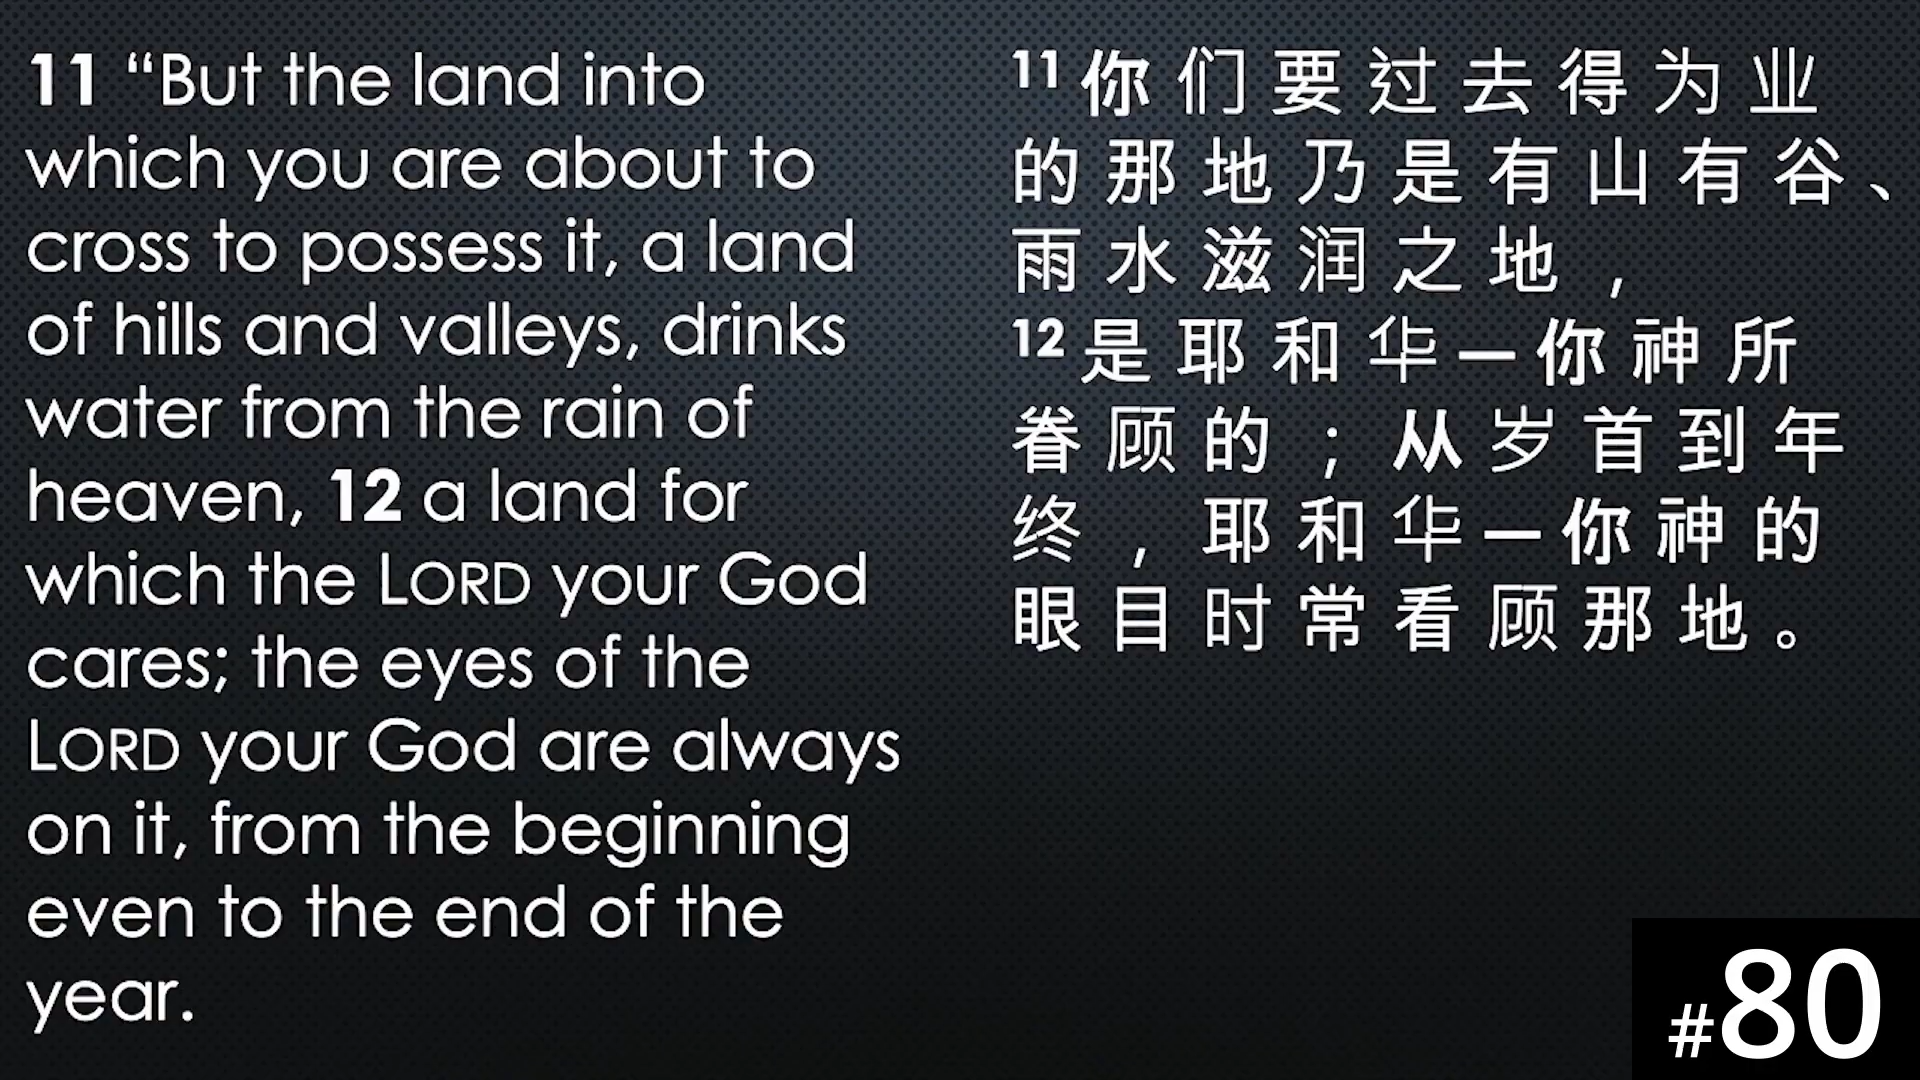 11 “But the land into
which you are about to
cross to possess it, a land
of hills and valleys, drinks
water from the rain of
heaven, 12 a land for
which the LORD your God
cares; the eyes of the
LORD your God are always
on it, from the beginning
even to the end of the
year.
11 你们要过去得为业
的那地乃是有山有谷、
雨水滋润之地，
12 是耶和华—你神所
眷顾的；从岁首到年
终，耶和华—你神的
眼目时常看顾那地。
#80